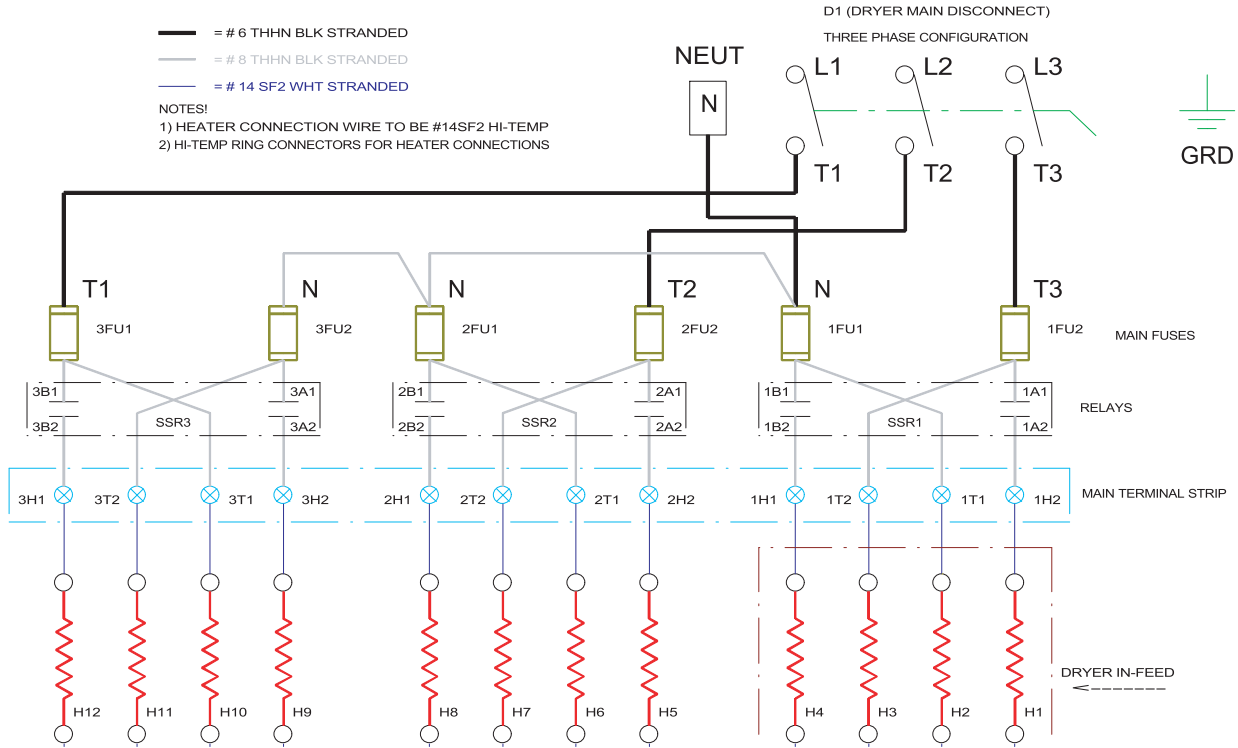 D1 (DRYER MAIN DISCONNECT)
THREE PHASE CONFIGURATION
= # 6 THHN BLK STRANDED
= # 8 THHN BLK STRANDED
= # 14 SF2 WHT STRANDED
NOTES!
1) HEATER CONNECTION WIRE TO BE #14SF2 HI-TEMP
2) HI-TEMP RING CONNECTORS FOR HEATER CONNECTIONS
NEUT
N
L1 L2 L3
T1 T2 T3
GRD
T1 N N T2 N T3
3FU1 3FU2 2FU1 2FU2 1FU1 1FU2
MAIN FUSES
3B1 3A1 2B1 2A1 1B1 1A1
RELAYS
SSR3 SSR2 SSR1
3B2 3A2 2B2 2A2 1B2 1A2
3H1 3T2 3T1 3H2 2H1 2T2 2T1 2H2 1H1 1T2 1T1 1H2
MAIN TERMINAL STRIP
DRYER IN-FEED
H12 H11 H10 H9 H8 H7 H6 H5 H4 H3 H2 H1